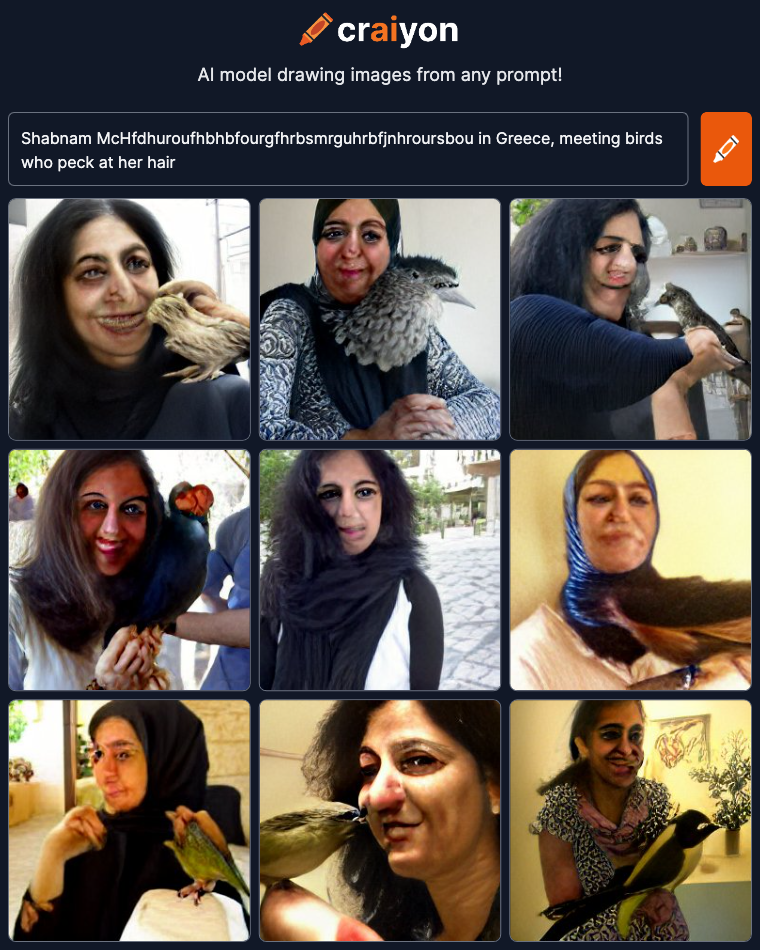 craiyon
AI model drawing images from any prompt!
Shabnam McHfdhuroufhbhbfourgfhrbsmrguhrbfjnhroursbou in Greece, meeting birds
who peck at her hair